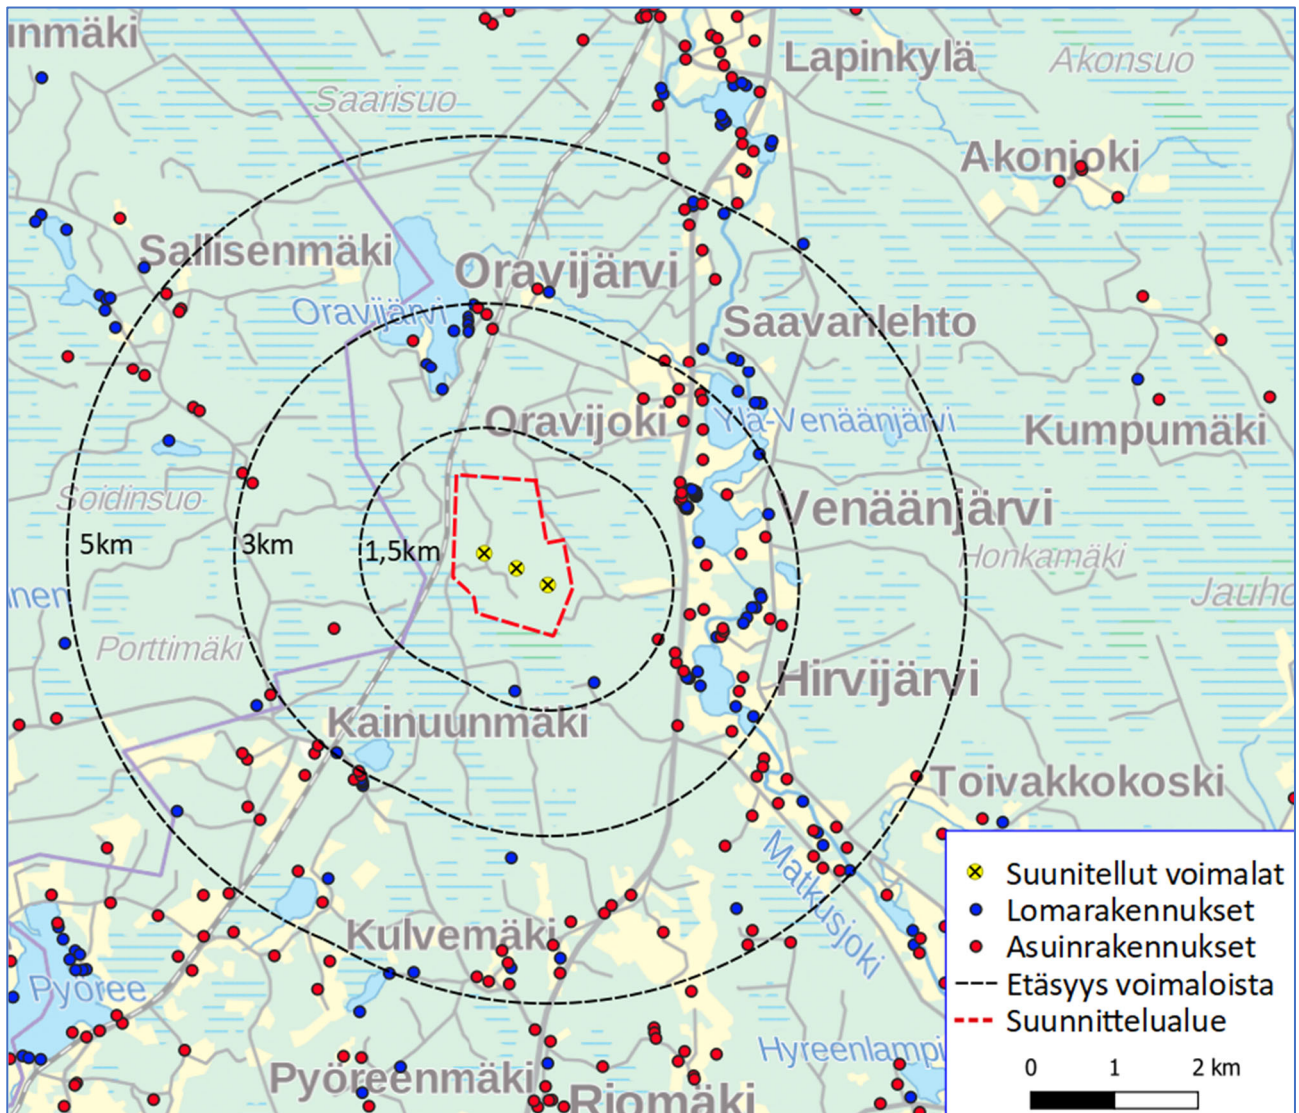 nmäki
Lapinkylä
Akonsuo
Saarisuo
Akonjoki
Sallisenmäki
Oravijärvi
Oravijärvi
Saavanlehto
Oravijoki
Ylä-Venäänjärvi
Kumpumäki
Soidinsuo
Venäänjärvi
5km
3km
1,5km
Honkamäki
Jauho
inen
Porttimäki
Hirvijärvi
Kainuunmäki
Toivakkokoski
Matkusjoki
Kulvemäki
Pyöree
Hyreenlampi
Pyöreenmäki
Riomäki
Suunitellut voimalat
Lomarakennukset
Asuinrakennukset
Etäsyys voimaloista
Suunnittelualue
0 1 2 km